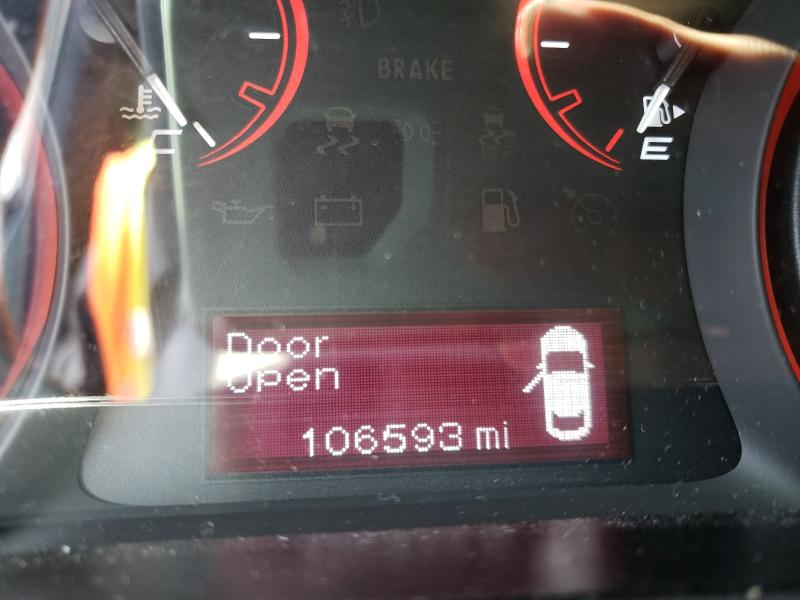 BRAKE
C
E
Door
Open
106593 mi